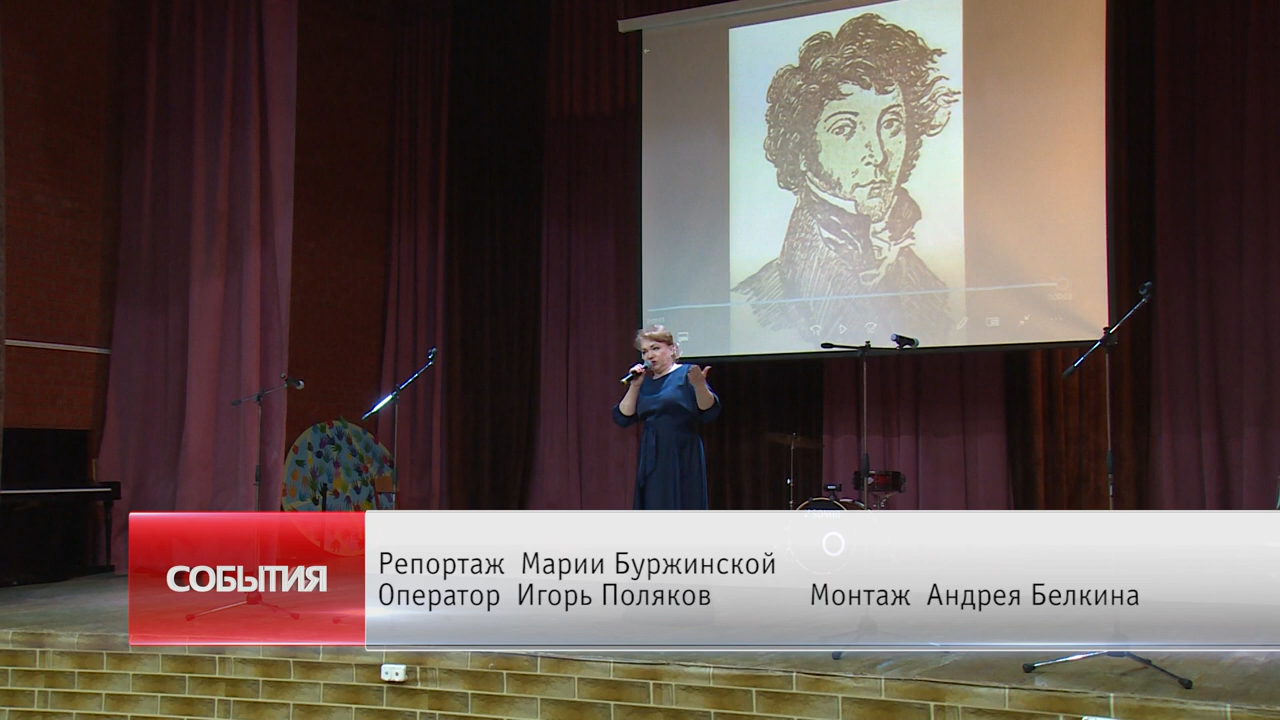 СОБЫТИЯ
Репортаж Марии Буржинской
Оператор Игорь Поляков Монтаж Андрея Белкина